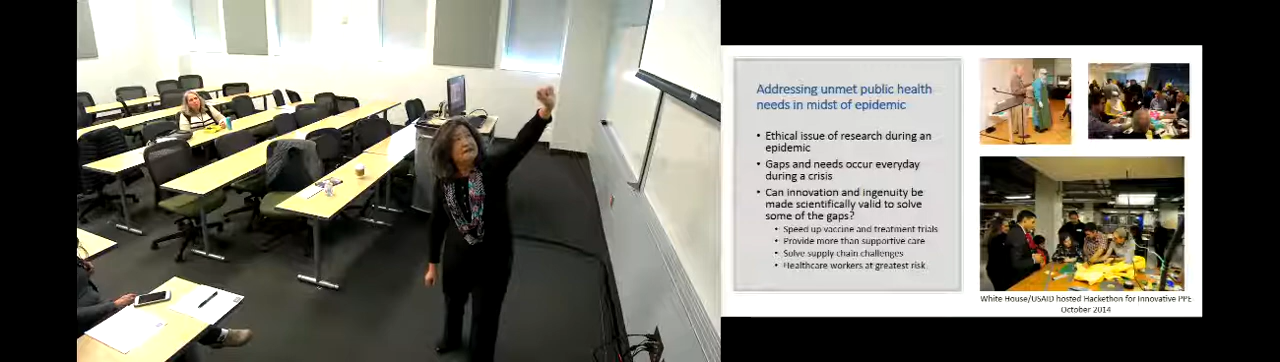 Addressing unmet public health
needs in midst of epidemic
• Ethical issue of research during an
epidemic
• Gaps and needs occur everyday
during a crisis
• Can innovation and ingenuity be
made scientifically valid to solve
some of the gaps?
• Speed up vaccine and treatment trials
• Provide more than supportive care
• Solve supply chain challenges
• Healthcare workers at greatest risk
White House/USAID hosted Hackethon for Innovative PPE
October 2014